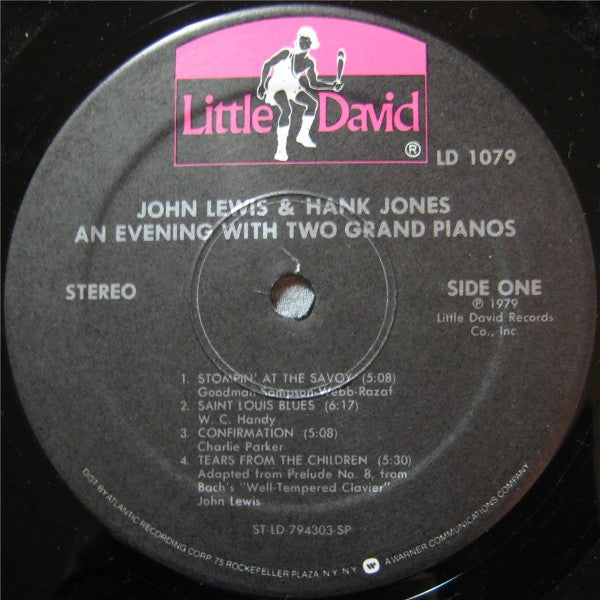 Little David ®
LD 1079
JOHN LEWIS & HANK JONES
AN EVENING WITH TWO GRAND PIANOS
STEREO
SIDE ONE
℗ 1979
Little David Records
Co., Inc.
1. STOMPIN' AT THE SAVOY (5:08)
Goodman-Sampson-Webb-Razaf
2. SAINT LOUIS BLUES (6:17)
W. C. Handy
3. CONFIRMATION (5:08)
Charlie Parker
4. TEARS FROM THE CHILDREN (5:30)
Adapted from Prelude No. 8, from
Bach's "Well-Tempered Clavier"
John Lewis
ST-LD-794303-SP
DIST BY ATLANTIC RECORDING CORP. 75 ROCKEFELLER PLAZA N.Y. N.Y. A WARNER COMMUNICATIONS COMPANY